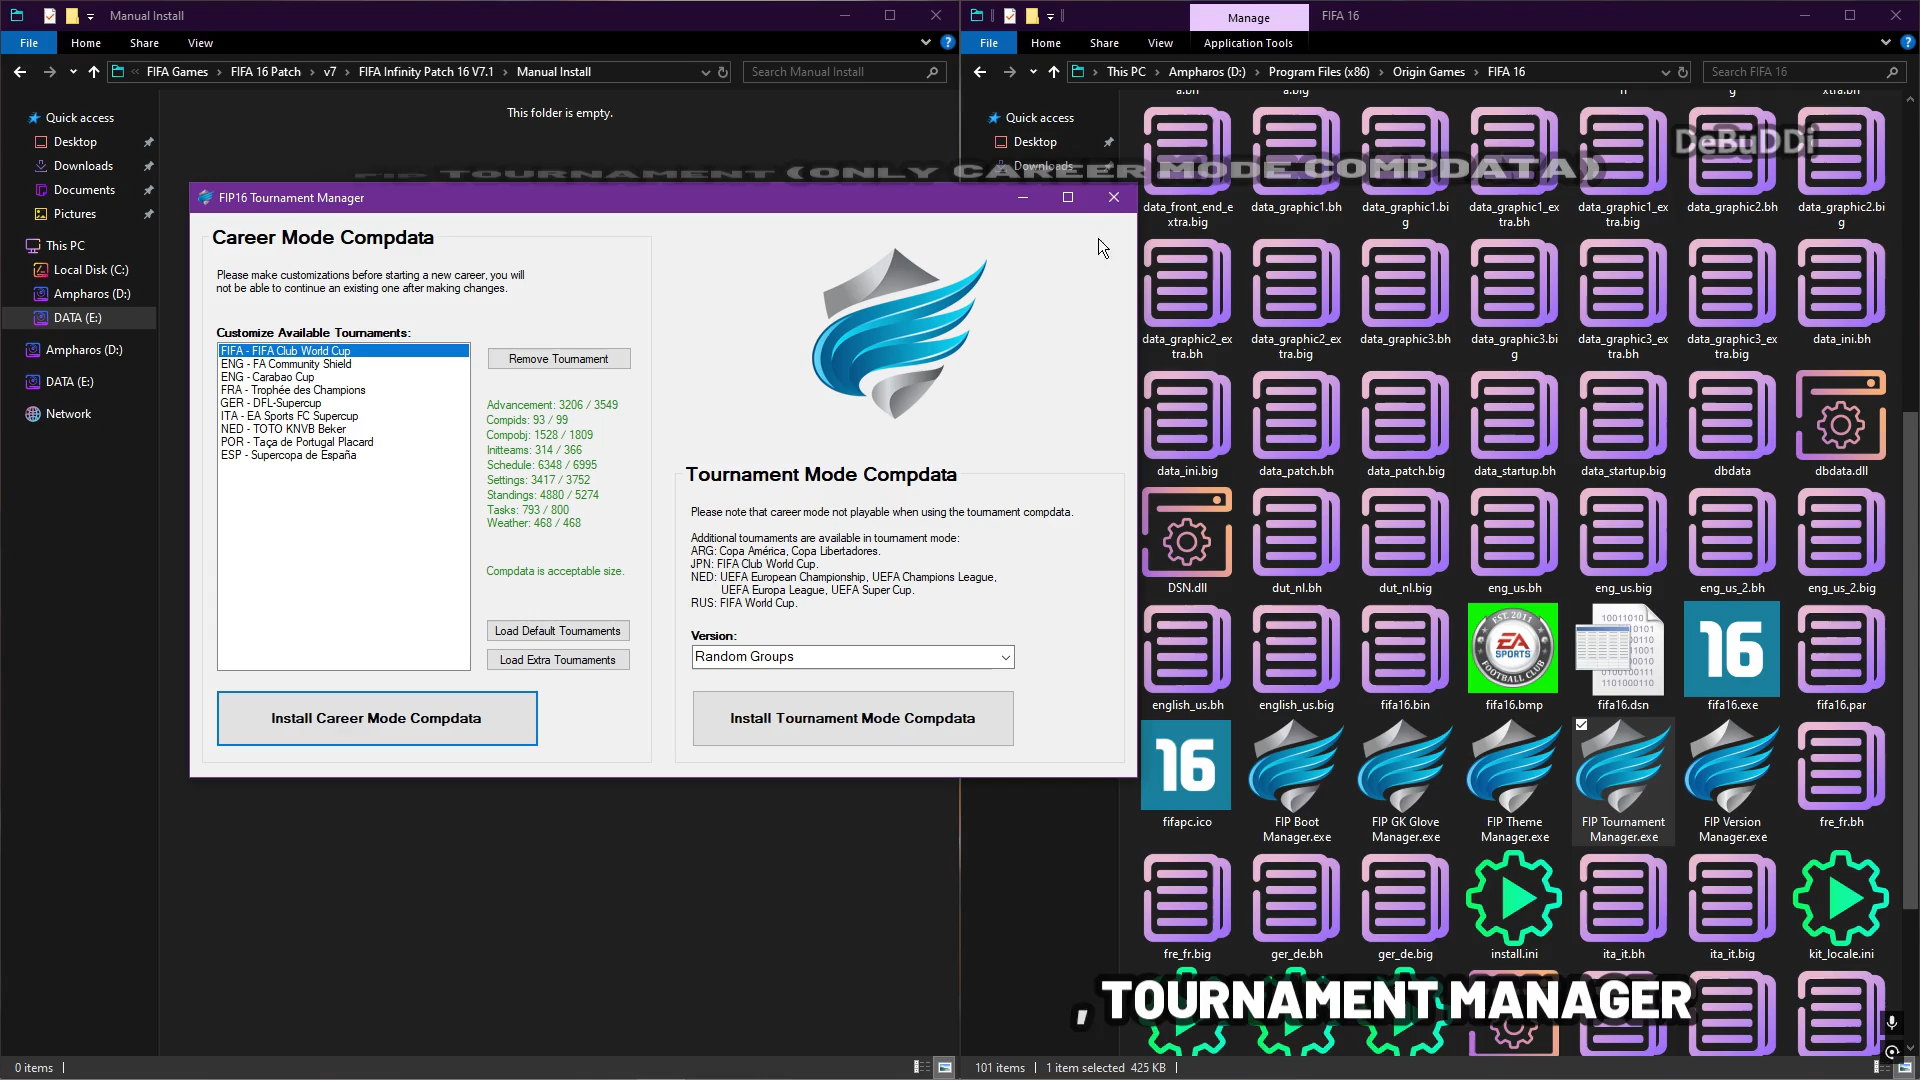 Manual Install
File
Home
Share
View
FIFA Games
FIFA 16 Patch
v7
FIFA Infinity Patch 16 V7.1
Manual Install
Search Manual Install
Quick access
Desktop
Downloads
Documents
Pictures
This PC
Local Disk (C:)
Ampharos (D:)
DATA (E:)
Ampharos (D:)
DATA (E:)
Network
This folder is empty.
0 items
Manage
FIFA 16
File
Home
Share
View
Application Tools
This PC
Ampharos (D:)
Program Files (x86)
Origin Games
FIFA 16
Search FIFA 16
Quick access
Desktop
Downloads
DeBuDDi
FIP TOURNAMENT (ONLY CAREER MODE COMPDATA)
FIP16 Tournament Manager
Career Mode Compdata
Please make customizations before starting a new career, you will
not be able to continue an existing one after making changes.
Customize Available Tournaments:
FIFA - FIFA Club World Cup
ENG - FA Community Shield
ENG - Carabao Cup
FRA - Trophée des Champions
GER - DFL-Supercup
ITA - EA Sports FC Supercup
NED - TOTO KNVB Beker
POR - Taça de Portugal Placard
ESP - Supercopa de España
Remove Tournament
Advancement: 3206 / 3549
Compids: 93 / 99
Compobj: 1528 / 1809
Initteams: 314 / 366
Schedule: 6348 / 6995
Settings: 3417 / 3752
Standings: 4880 / 5274
Tasks: 793 / 800
Weather: 468 / 468
Compdata is acceptable size.
Load Default Tournaments
Load Extra Tournaments
Install Career Mode Compdata
Tournament Mode Compdata
Please note that career mode not playable when using the tournament compdata.
Additional tournaments are available in tournament mode:
ARG: Copa América, Copa Libertadores.
JPN: FIFA Club World Cup.
NED: UEFA European Championship, UEFA Champions League,
UEFA Europa League, UEFA Super Cup.
RUS: FIFA World Cup.
Version:
Random Groups
Install Tournament Mode Compdata
data_front_end_e
xtra.big
data_graphic1.bh
data_graphic1.bi
g
data_graphic1_ex
tra.bh
data_graphic1_ex
tra.big
data_graphic2.bh
data_graphic2.bi
g
data_graphic2_ex
tra.bh
data_graphic2_ex
tra.big
data_graphic3.bh
data_graphic3.bi
g
data_graphic3_ex
tra.bh
data_graphic3_ex
tra.big
data_ini.bh
data_ini.big
data_patch.bh
data_patch.big
data_startup.bh
data_startup.big
dbdata
dbdata.dll
DSN.dll
dut_nl.bh
dut_nl.big
eng_us.bh
eng_us.big
eng_us_2.bh
eng_us_2.big
EST. 2011
EA
SPORTS
FOOTBALL CLUB
16
english_us.bh
english_us.big
fifa16.bin
fifa16.bmp
fifa16.dsn
fifa16.exe
fifa16.par
16
fifapc.ico
FIP Boot
Manager.exe
FIP GK Glove
Manager.exe
FIP Theme
Manager.exe
FIP Tournament
Manager.exe
FIP Version
Manager.exe
fre_fr.bh
fre_fr.big
ger_de.bh
ger_de.big
install.ini
ita_it.bh
ita_it.big
kit_locale.ini
, TOURNAMENT MANAGER
101 items
1 item selected 425 KB